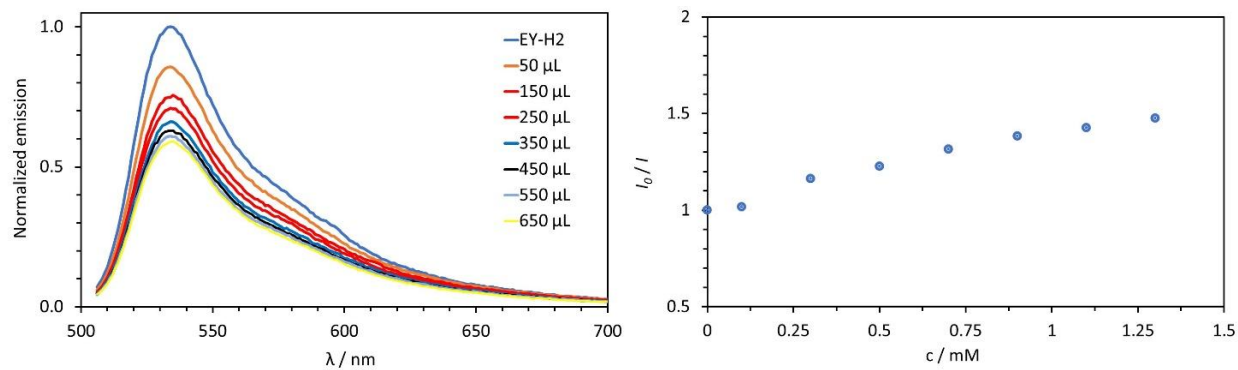 Normalized emission
1.0
0.5
0.0
500
550
600
650
700
λ / nm
EY-H2
50 µL
150 µL
250 µL
350 µL
450 µL
550 µL
650 µL
I₀ / I
2
1.5
1
0.5
0
0.25
0.5
0.75
1
1.25
1.5
c / mM